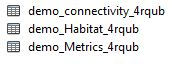 demo_connectivity_4rqub
demo_Habitat_4rqub
demo_Metrics_4rqub